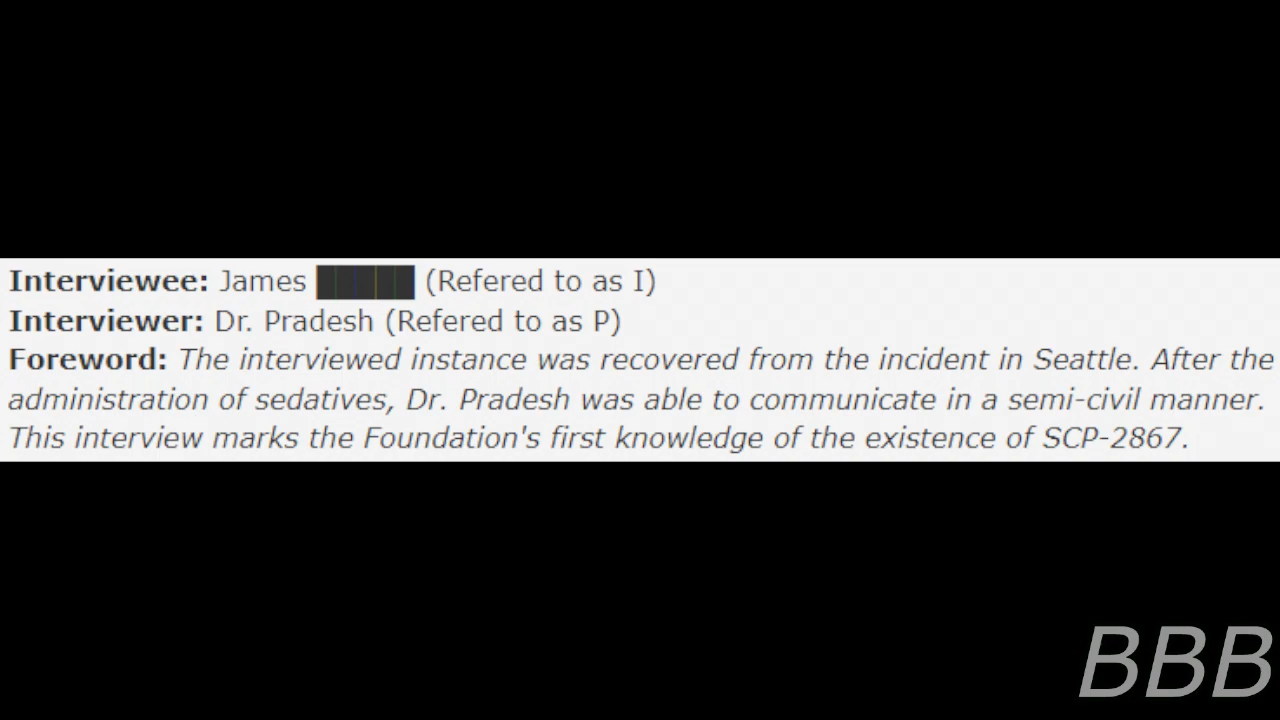 Interviewee: James █████ (Refered to as I)
Interviewer: Dr. Pradesh (Refered to as P)
Foreword: The interviewed instance was recovered from the incident in Seattle. After the
administration of sedatives, Dr. Pradesh was able to communicate in a semi-civil manner.
This interview marks the Foundation's first knowledge of the existence of SCP-2867.
BBB